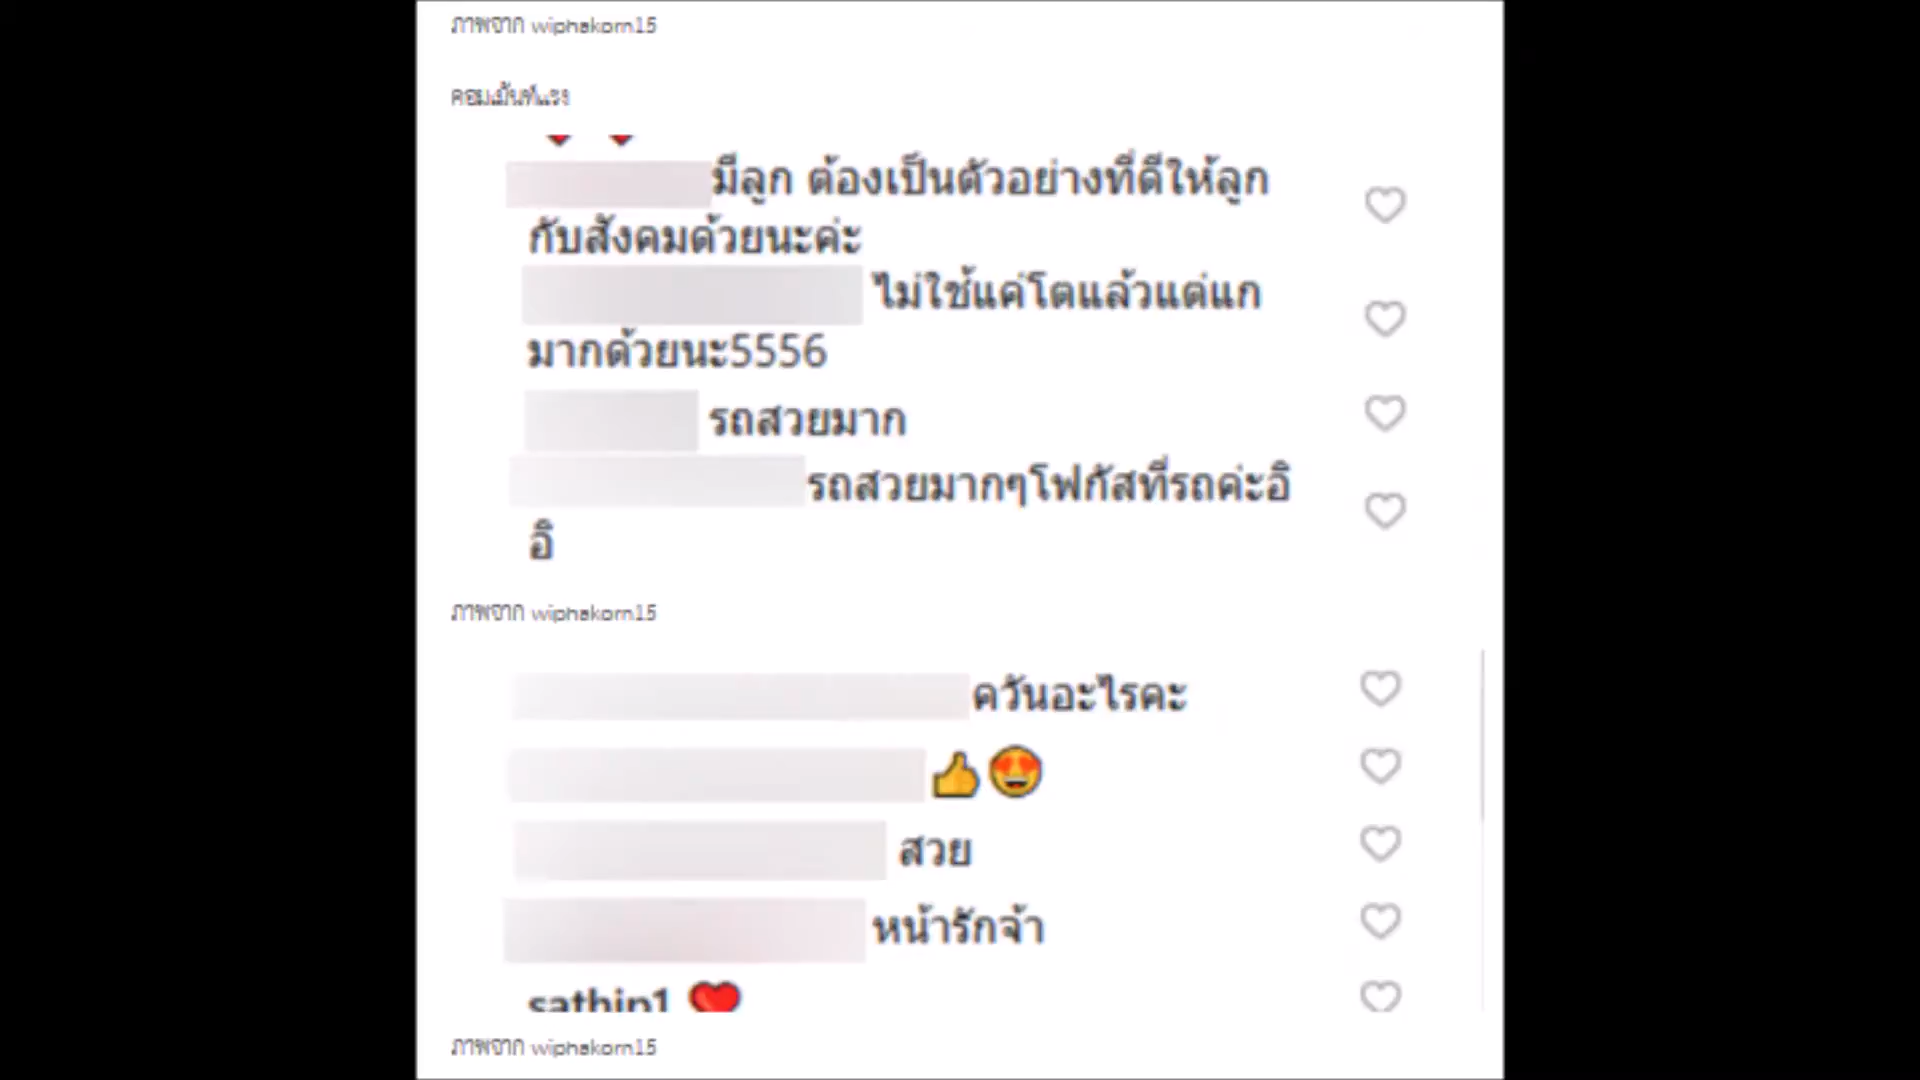 ภาพจาก wiphakorn15
คอมเม้นท์แรง
มีลูก ต้องเป็นตัวอย่างที่ดีให้ลูก
กับสังคมด้วยนะค่ะ
ไม่ใช้แค่โตแล้วแต่แก
มากด้วยนะ5556
รถสวยมาก
รถสวยมากๆโฟกัสที่รถค่ะอิ
อิ
ภาพจาก wiphakorn15
ควันอะไรคะ
👍😍
สวย
หน้ารักจ้า
sathip1 ❤️
ภาพจาก wiphakorn15